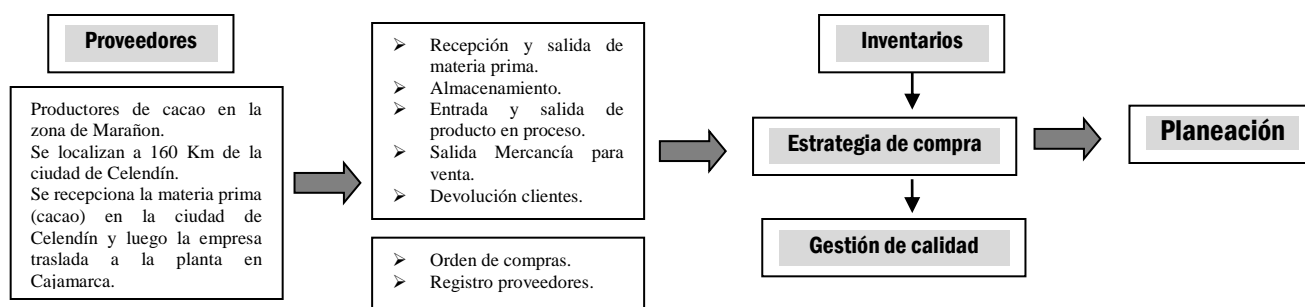 Proveedores
Productores de cacao en la
zona de Marañon.
Se localizan a 160 Km de la
ciudad de Celendín.
Se recepciona la materia prima
(cacao) en la ciudad de
Celendín y luego la empresa
traslada a la planta en
Cajamarca.
➢ Recepción y salida de
materia prima.
➢ Almacenamiento.
➢ Entrada y salida de
producto en proceso.
➢ Salida Mercancía para
venta.
➢ Devolución clientes.
➢ Orden de compras.
➢ Registro proveedores.
Inventarios
Estrategia de compra
Gestión de calidad
Planeación